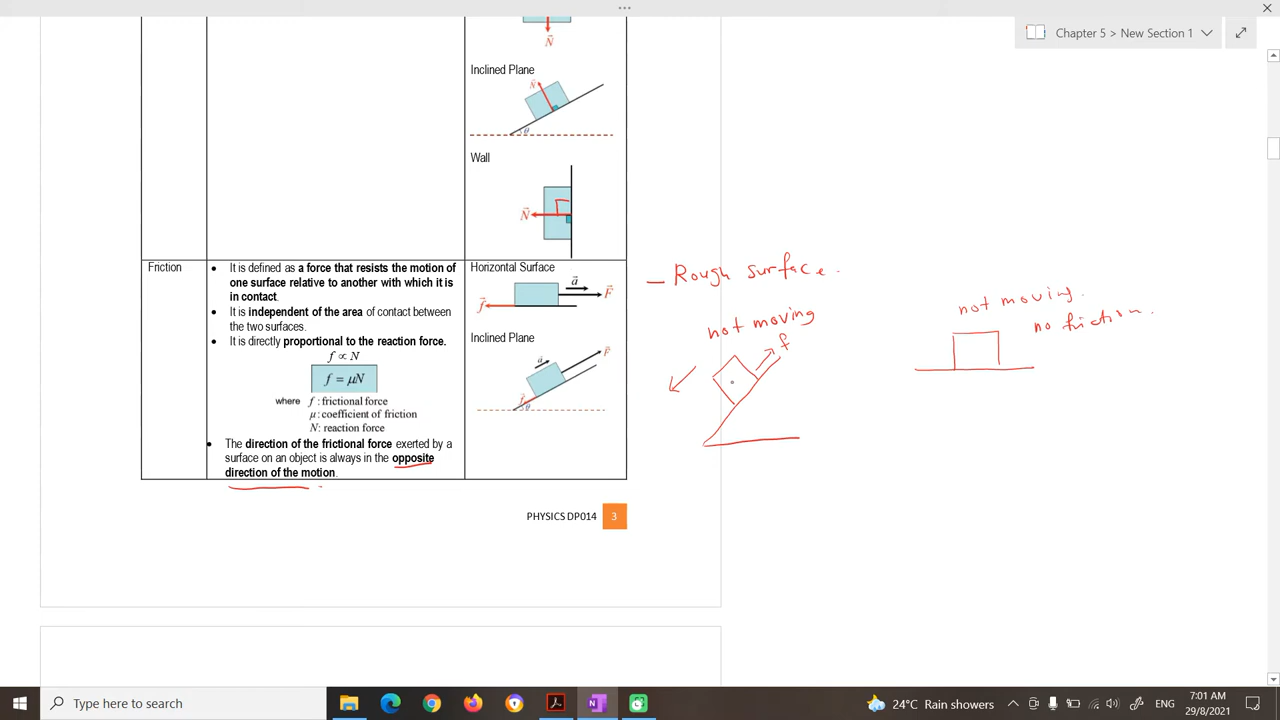 Chapter 5 > New Section 1
N
Inclined Plane
N
θ
Wall
N
Friction
• It is defined as a force that resists the motion of
one surface relative to another with which it is
in contact.
• It is independent of the area of contact between
the two surfaces.
• It is directly proportional to the reaction force.
f ∝ N
f = μN
where f : frictional force
μ: coefficient of friction
N: reaction force
• The direction of the frictional force exerted by a
surface on an object is always in the opposite
direction of the motion.
Horizontal Surface
a
F
f
Inclined Plane
a
F
f
θ
– Rough surface.
not moving
f
not moving.
no friction.
PHYSICS DP014 3
Type here to search
24°C Rain showers
ENG
7:01 AM
29/8/2021